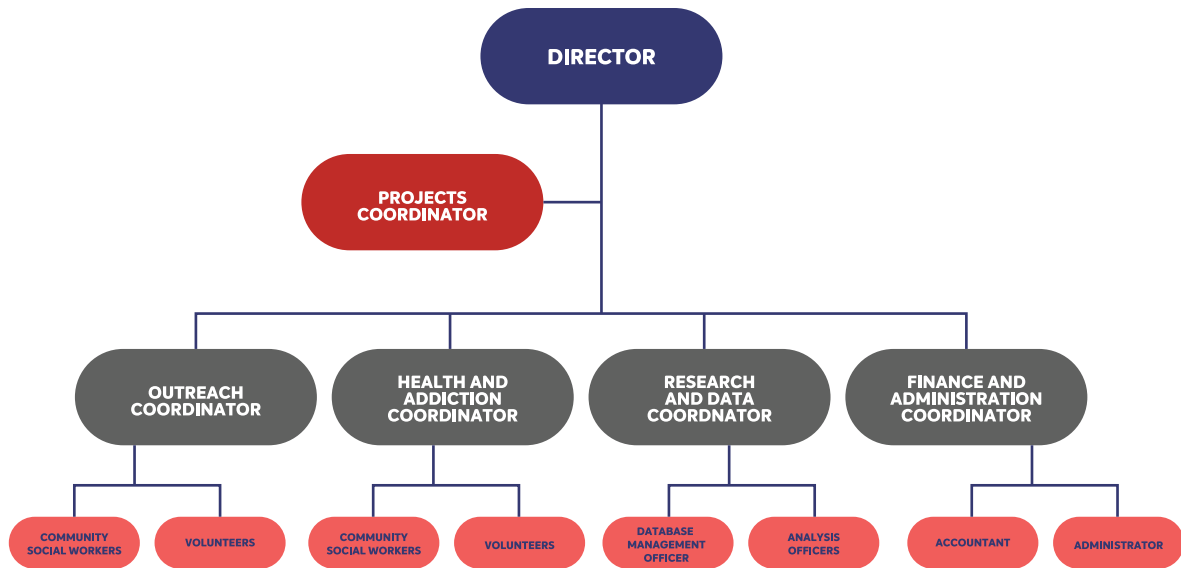 DIRECTOR
PROJECTS
COORDINATOR
OUTREACH
COORDINATOR
HEALTH AND
ADDICTION
COORDINATOR
RESEARCH
AND DATA
COORDNATOR
FINANCE AND
ADMINISTRATION
COORDINATOR
COMMUNITY
SOCIAL WORKERS
VOLUNTEERS
COMMUNITY
SOCIAL WORKERS
VOLUNTEERS
DATABASE
MANAGEMENT
OFFICER
ANALYSIS
OFFICERS
ACCOUNTANT
ADMINISTRATOR